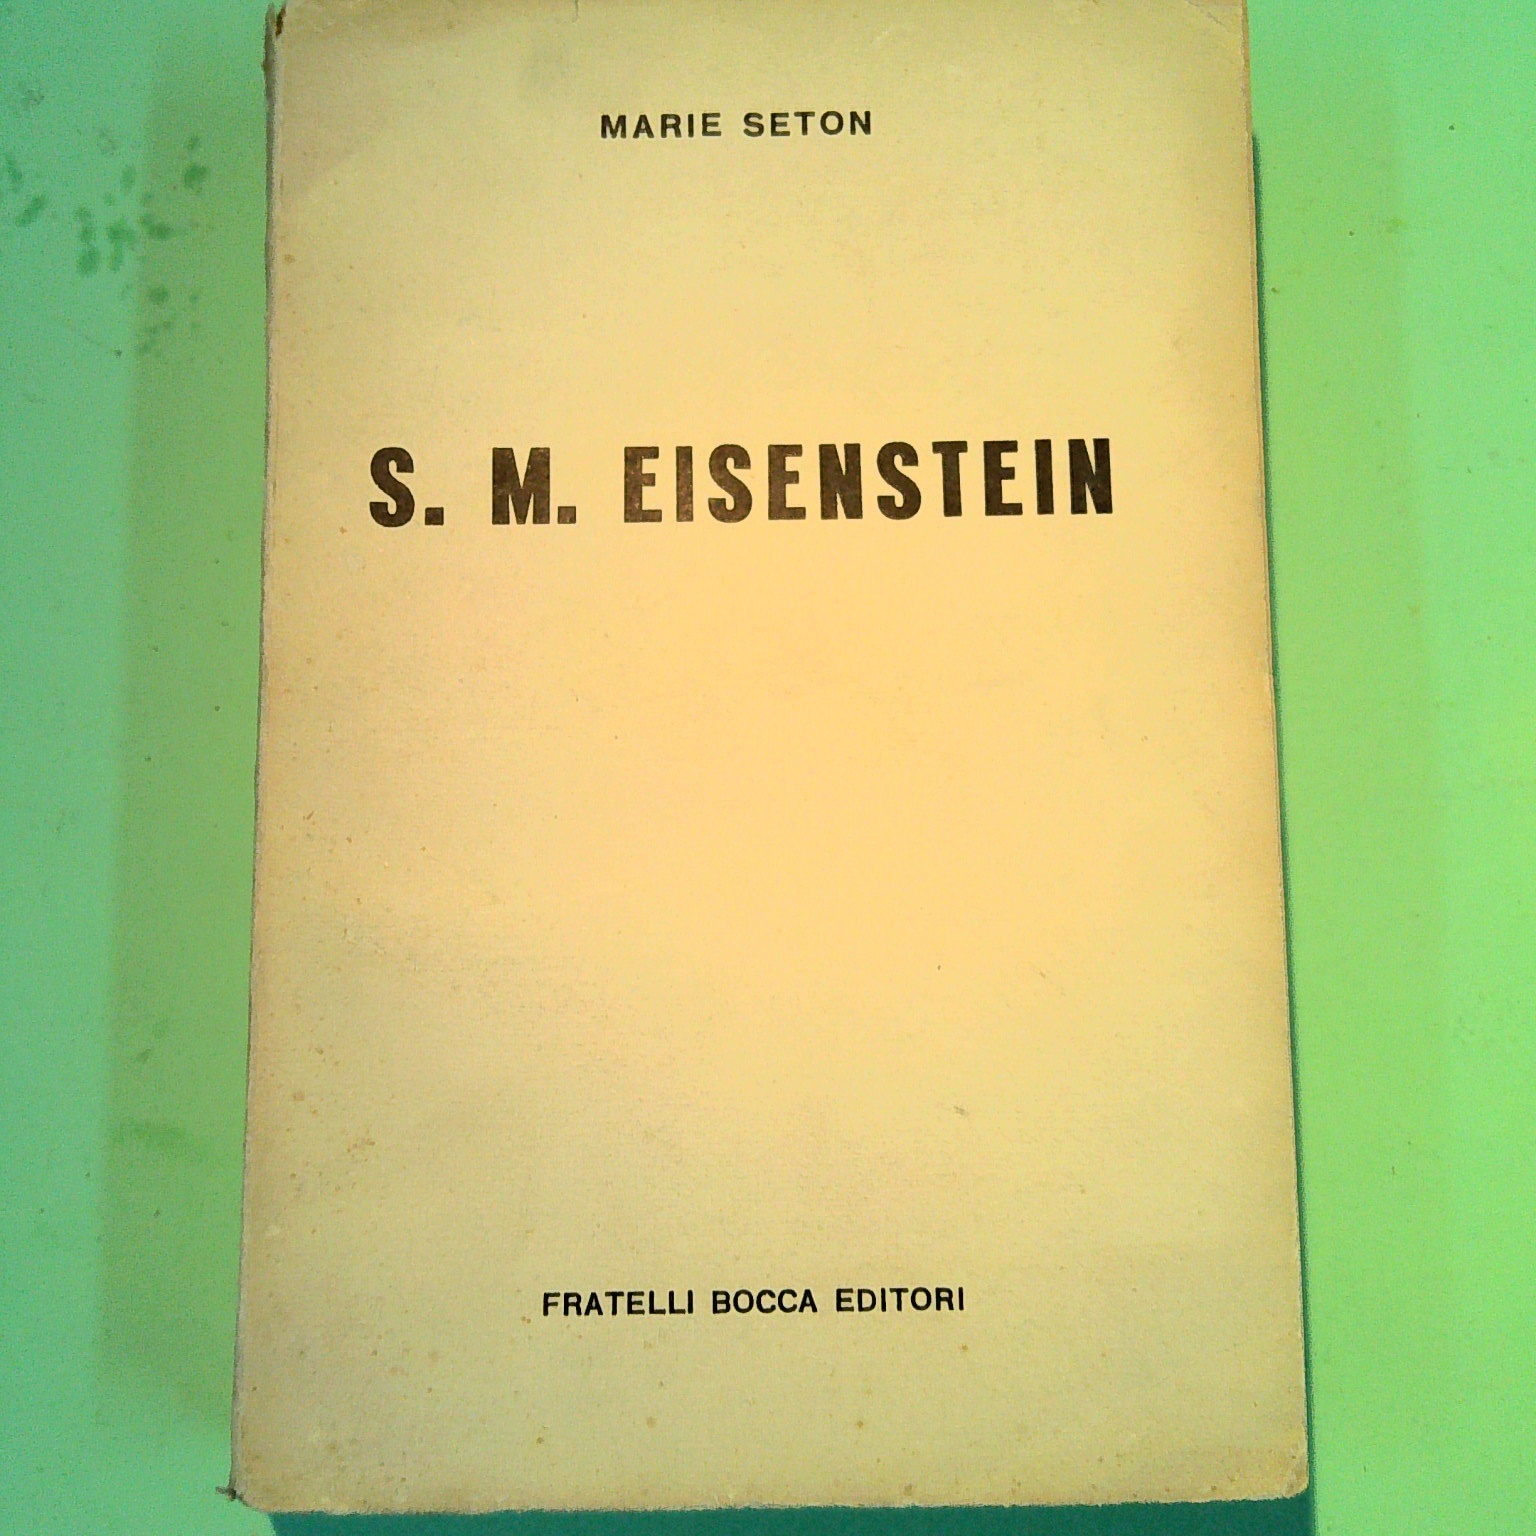 MARIE SETON
S. M. EISENSTEIN
FRATELLI BOCCA EDITORI